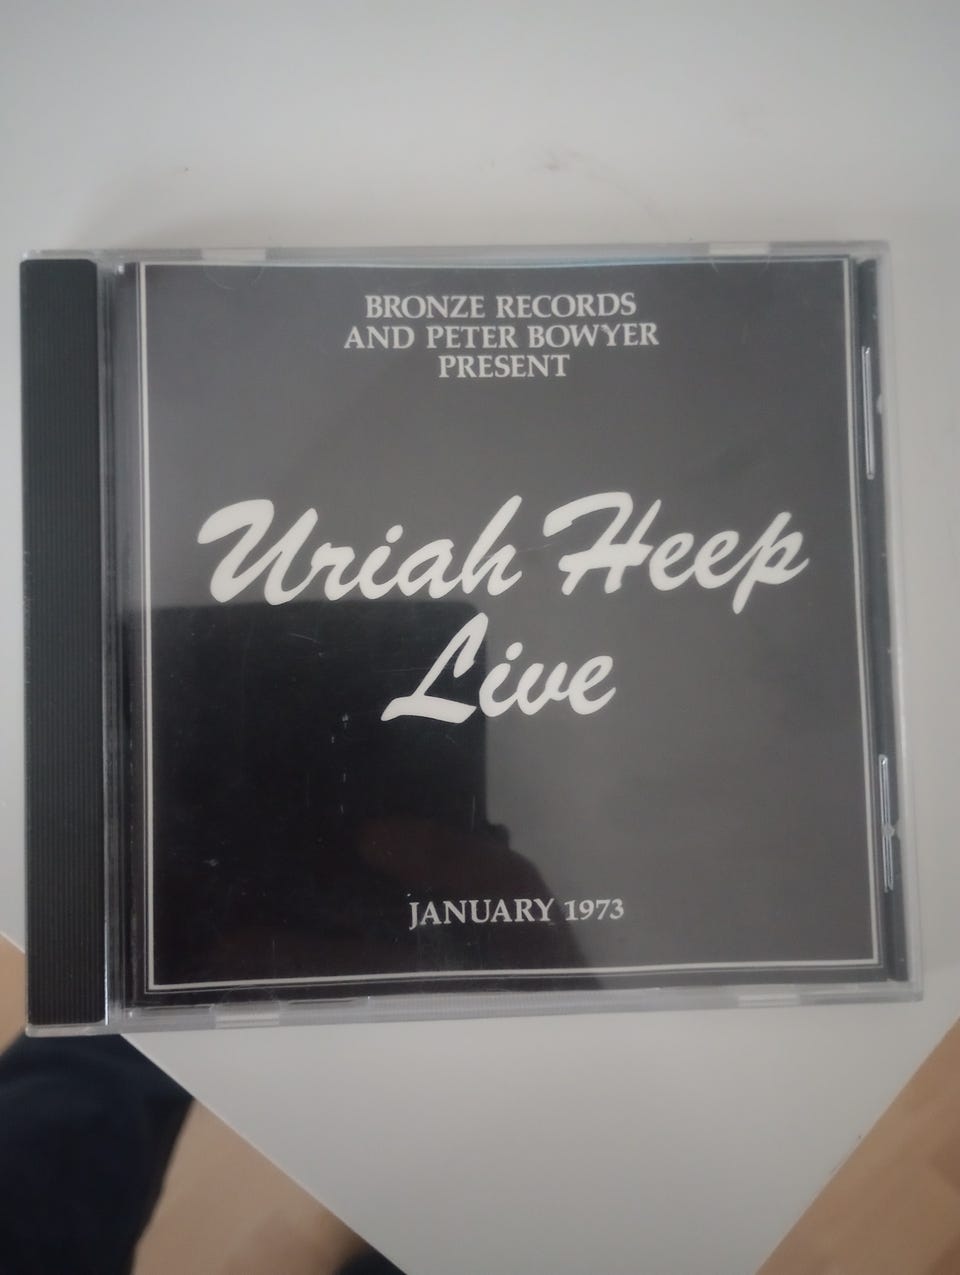 BRONZE RECORDS
AND PETER BOWYER
PRESENT
Uriah Heep
Live
JANUARY 1973